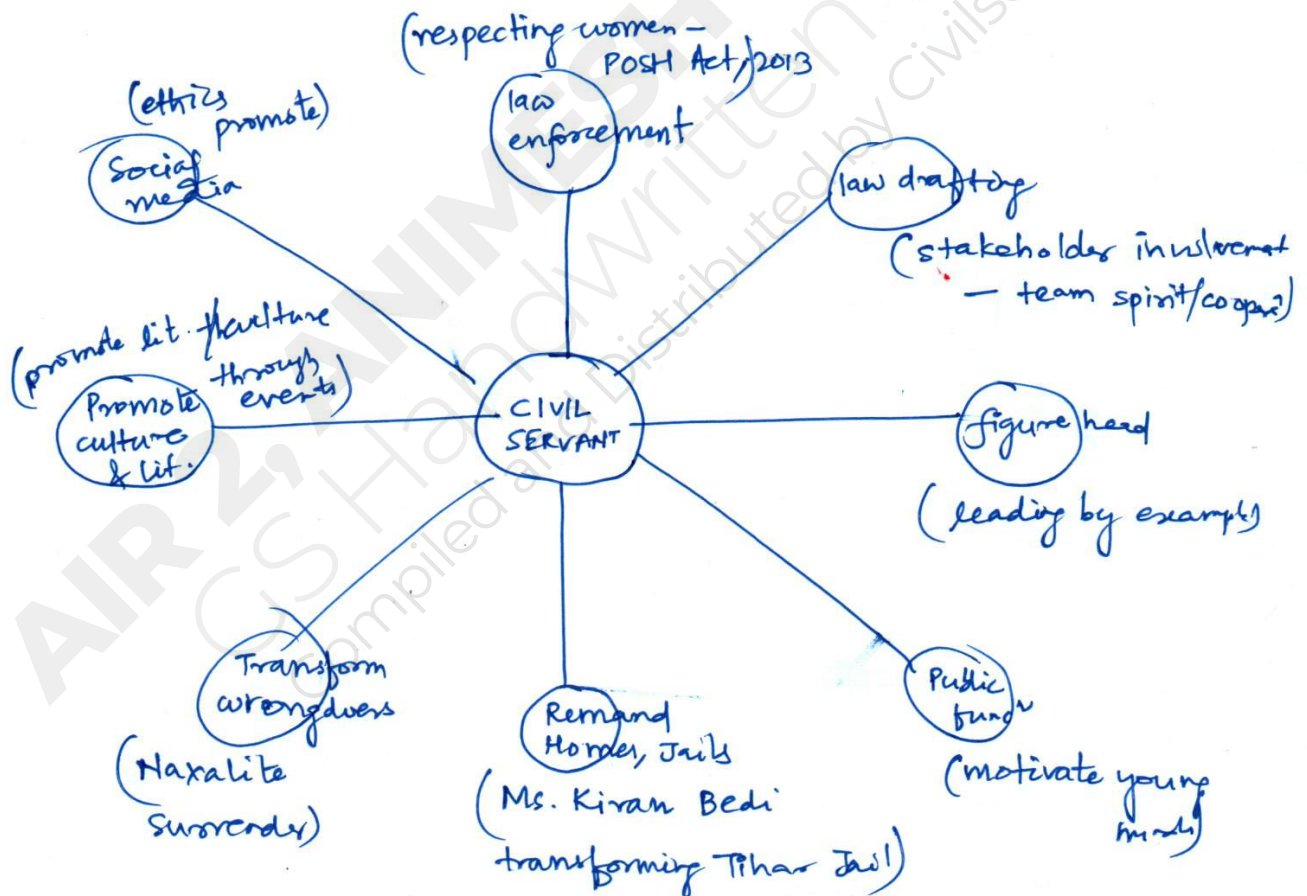 (respecting women -
POSH Act, 2013)
law
enforcement
(ethics
promote)
Social
media
law drafting
(stakeholder involvement
- team spirit/coopn)
(promote lit. & culture
through
events)
Promote
culture
& lit.
CIVIL
SERVANT
figure head
(leading by example)
Transform
wrongdoers
(Naxalite
surrender)
Remand
Homes, Jails
(Ms. Kiran Bedi
transforming Tihar Jail)
Public
(motivate young
minds)
AIR 2, ANIMESH
GS Handwritten
Compiled and Distributed by civils